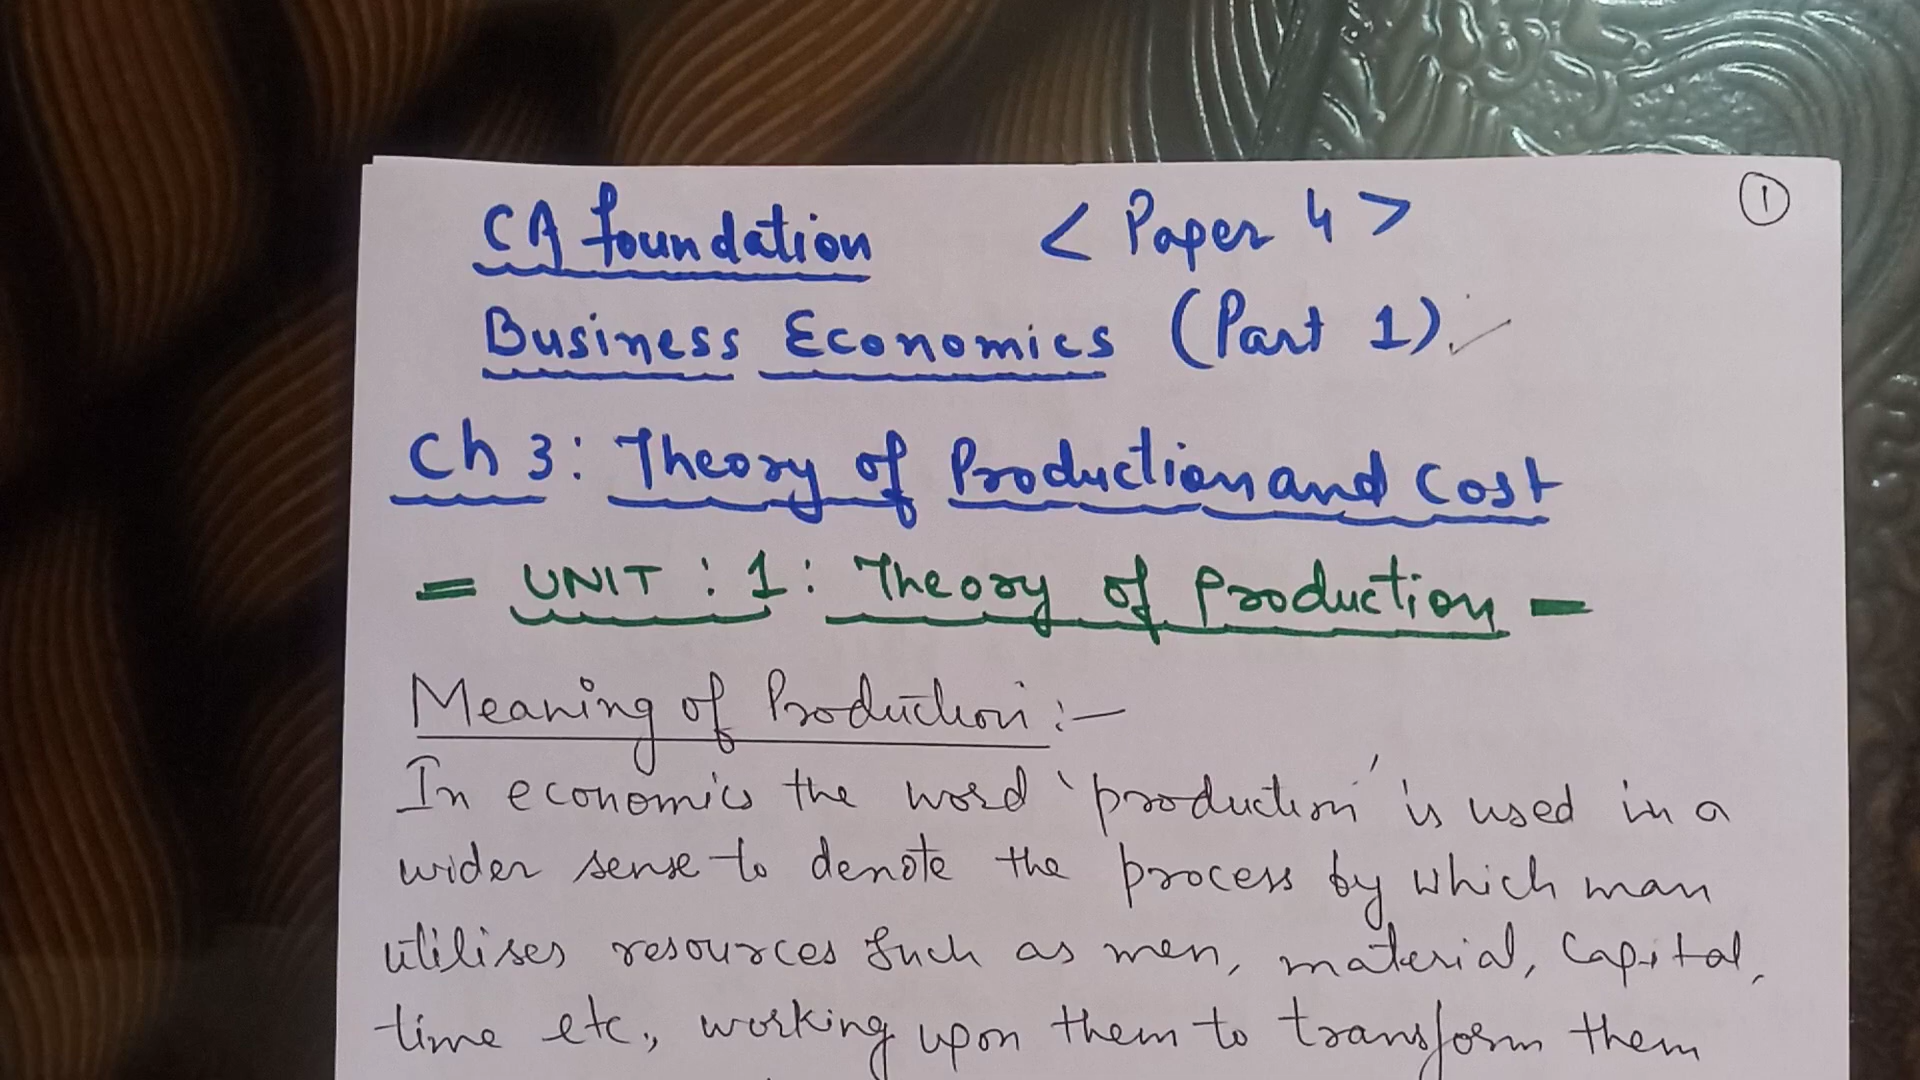 ①
CA foundation < Paper 4 >
Business Economics (Part 1).
Ch 3: Theory of Production and Cost
= UNIT : 1 : Theory of Production -
Meaning of Production :-
In economics the word 'production' is used in a
wider sense to denote the process by which man
utilises resources such as men, material, capital,
time etc., working upon them to transform them